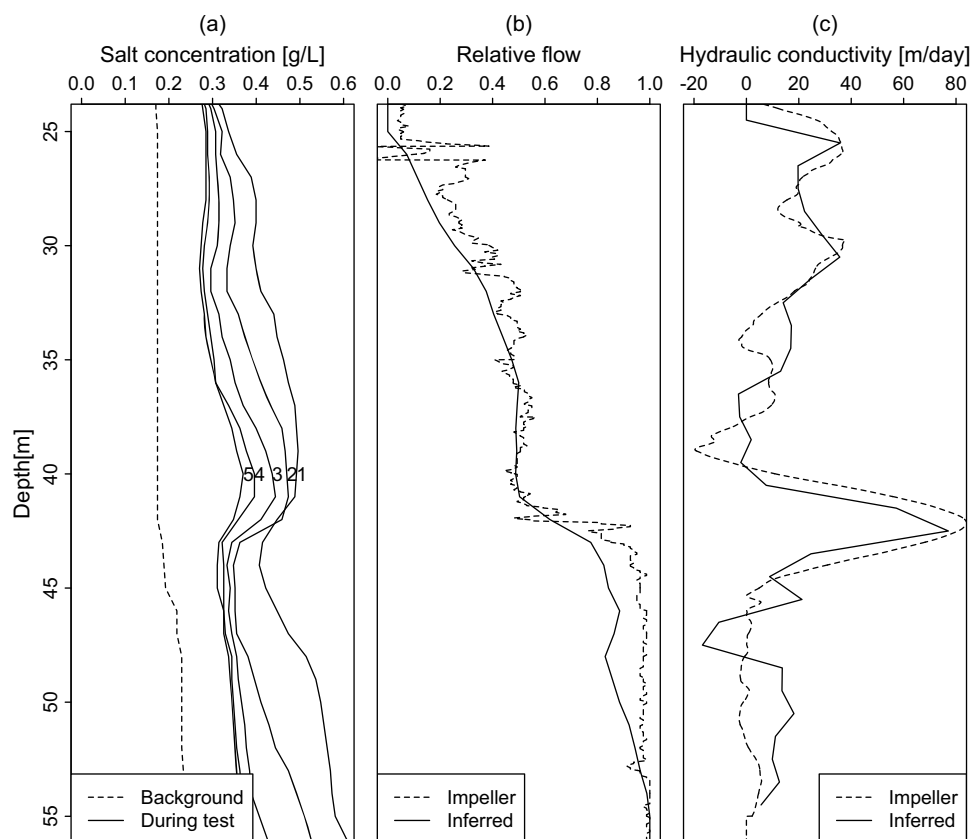 (a)
Salt concentration [g/L]
0.0 0.1 0.2 0.3 0.4 0.5 0.6
(b)
Relative flow
0.0 0.2 0.4 0.6 0.8 1.0
(c)
Hydraulic conductivity [m/day]
-20 0 20 40 60 80
Depth[m]
25
30
35
40
45
50
55
54 3 21
Background
During test
Impeller
Inferred
Impeller
Inferred